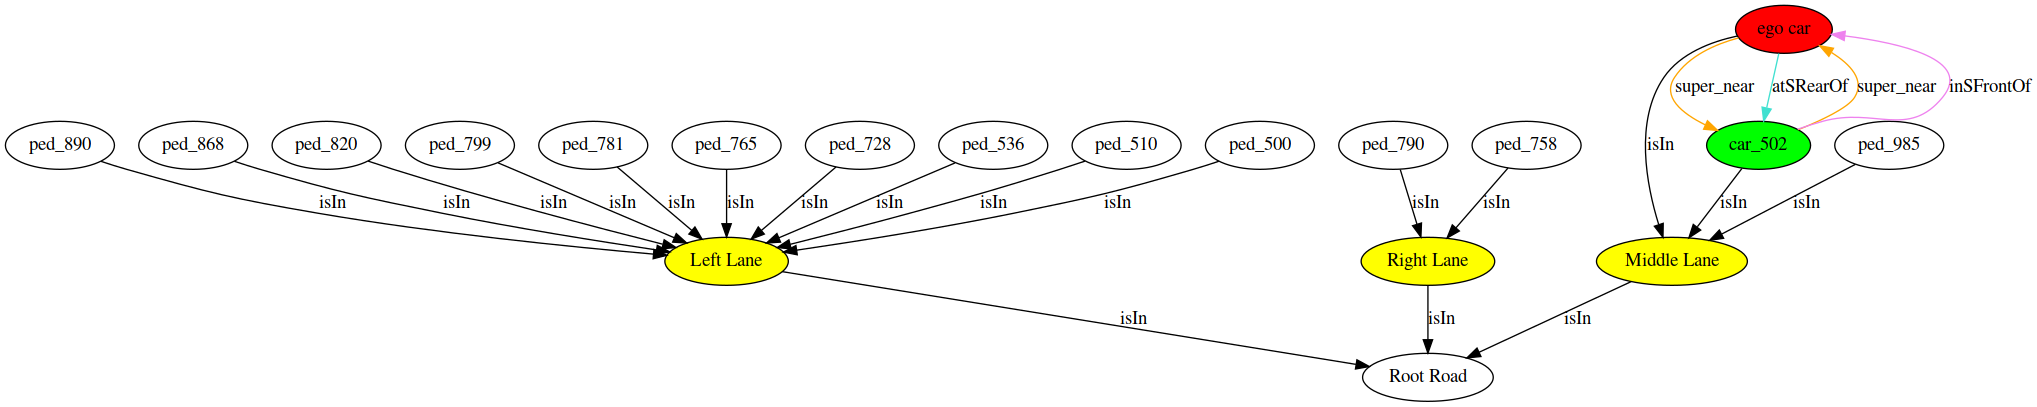 ego car
super_near
atSRearOf
super_near
inSFrontOf
ped_890
ped_868
ped_820
ped_799
ped_781
ped_765
ped_728
ped_536
ped_510
ped_500
ped_790
ped_758
isIn
car_502
ped_985
isIn
isIn
isIn
isIn
isIn
isIn
isIn
isIn
isIn
isIn
isIn
isIn
isIn
isIn
Left Lane
Right Lane
Middle Lane
isIn
isIn
isIn
Root Road